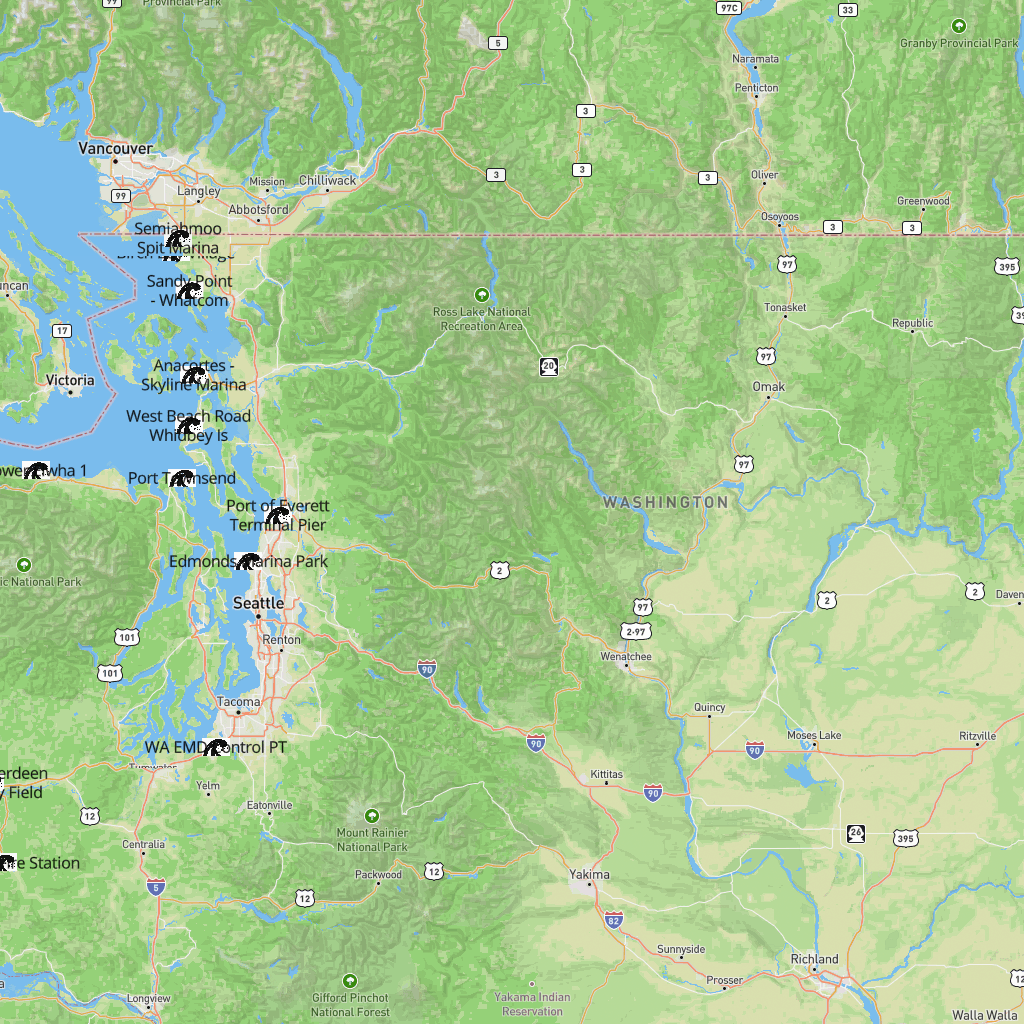 99
Provincial Park
97C
33
5
Granby Provincial Park
Naramata
Penticton
3
Vancouver
3
3
3
Mission
Chilliwack
Oliver
Langley
99
Abbotsford
Greenwood
Osoyoos
3
3
Semiahmoo
Spit Marina
Village
97
395
Sandy Point
- Whatcom
Ross Lake National
Recreation Area
Tonasket
17
Republic
97
Anacortes -
Skyline Marina
20
Victoria
Omak
West Beach Road
Whidbey Is
97
Port Townsend
WASHINGTON
Port of Everett
Terminal Pier
Edmonds Marina Park
National Park
2
2
2
Seattle
97
2-97
101
Renton
Wenatchee
101
90
Tacoma
Quincy
WA EMD Control PT
90
90
Moses Lake
Ritzville
Tumwater
Kittitas
Field
Yelm
90
Eatonville
12
Mount Rainier
National Park
26
395
Centralia
Station
12
Packwood
Yakima
5
12
82
Sunnyside
Richland
Prosser
12
Gifford Pinchot
National Forest
Yakama Indian
Reservation
Longview
Walla Walla